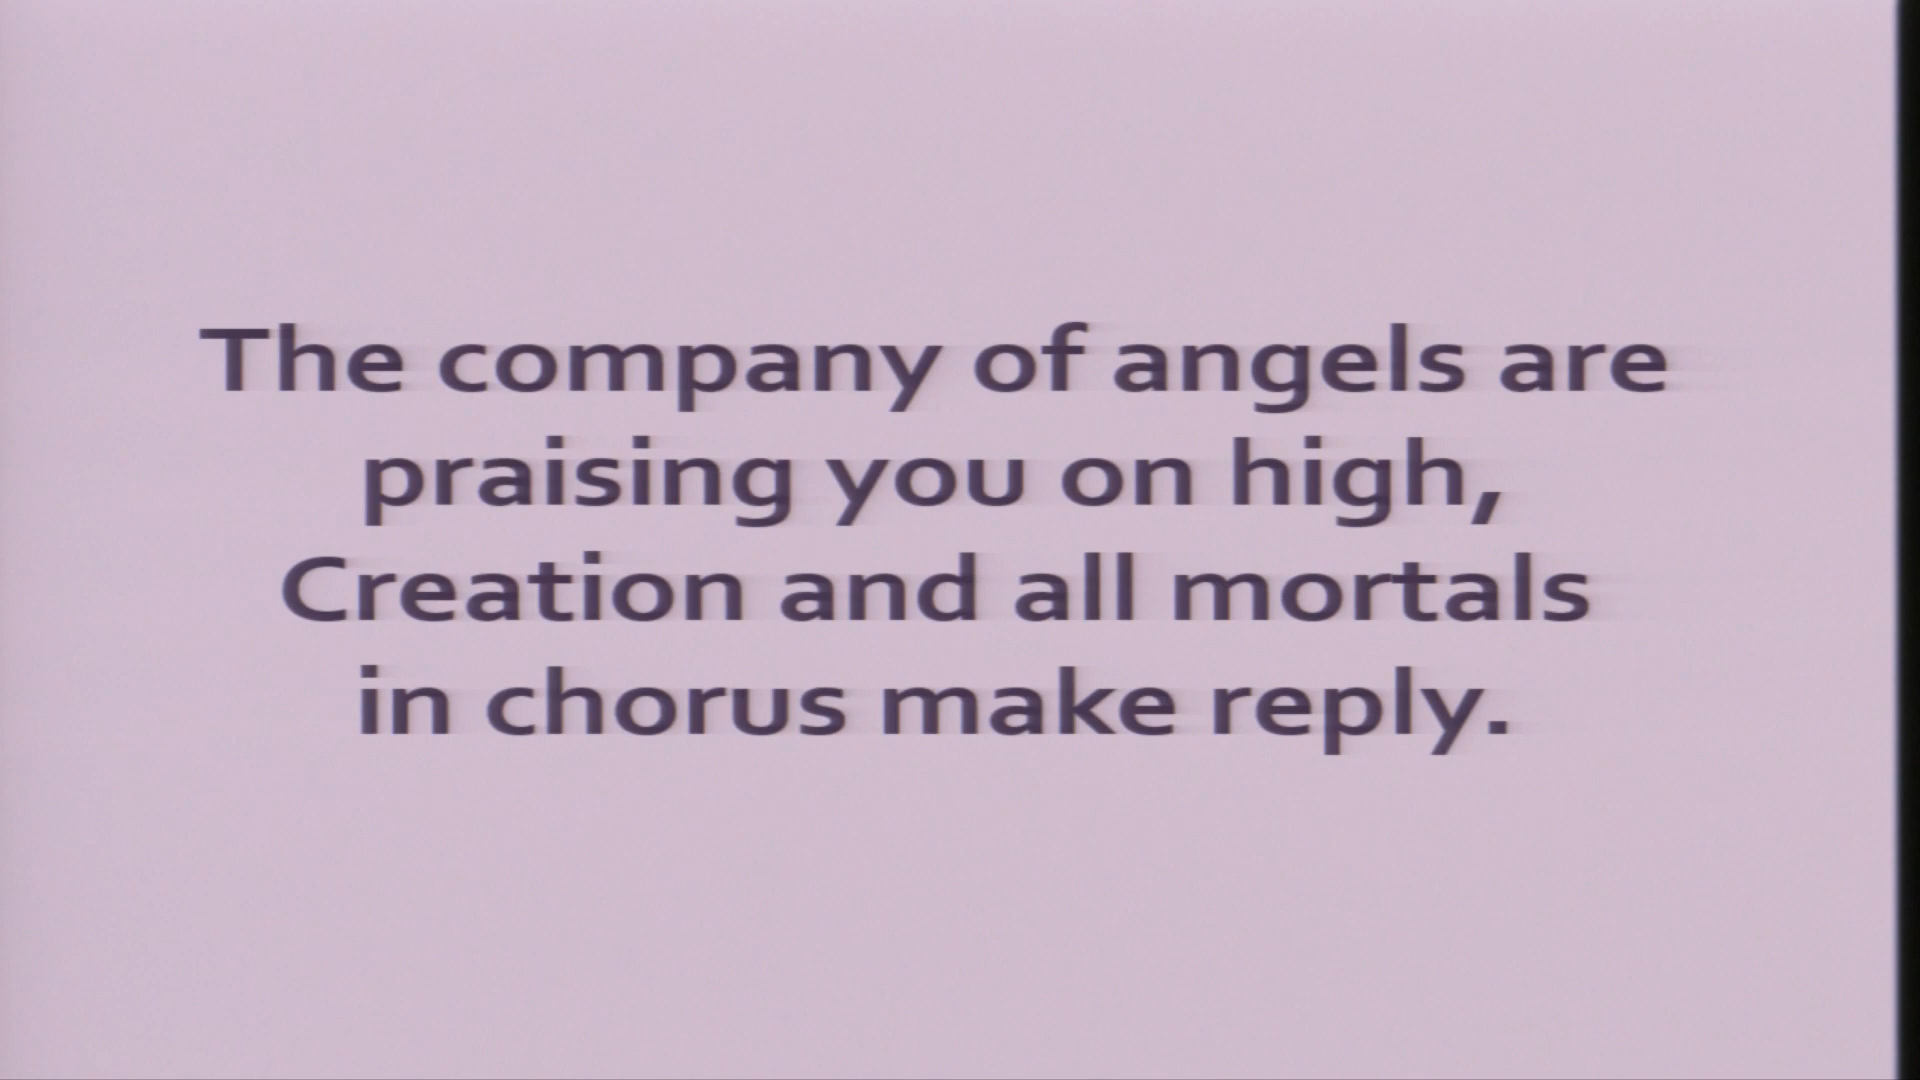 The company of angels are
praising you on high,
Creation and all mortals
in chorus make reply.